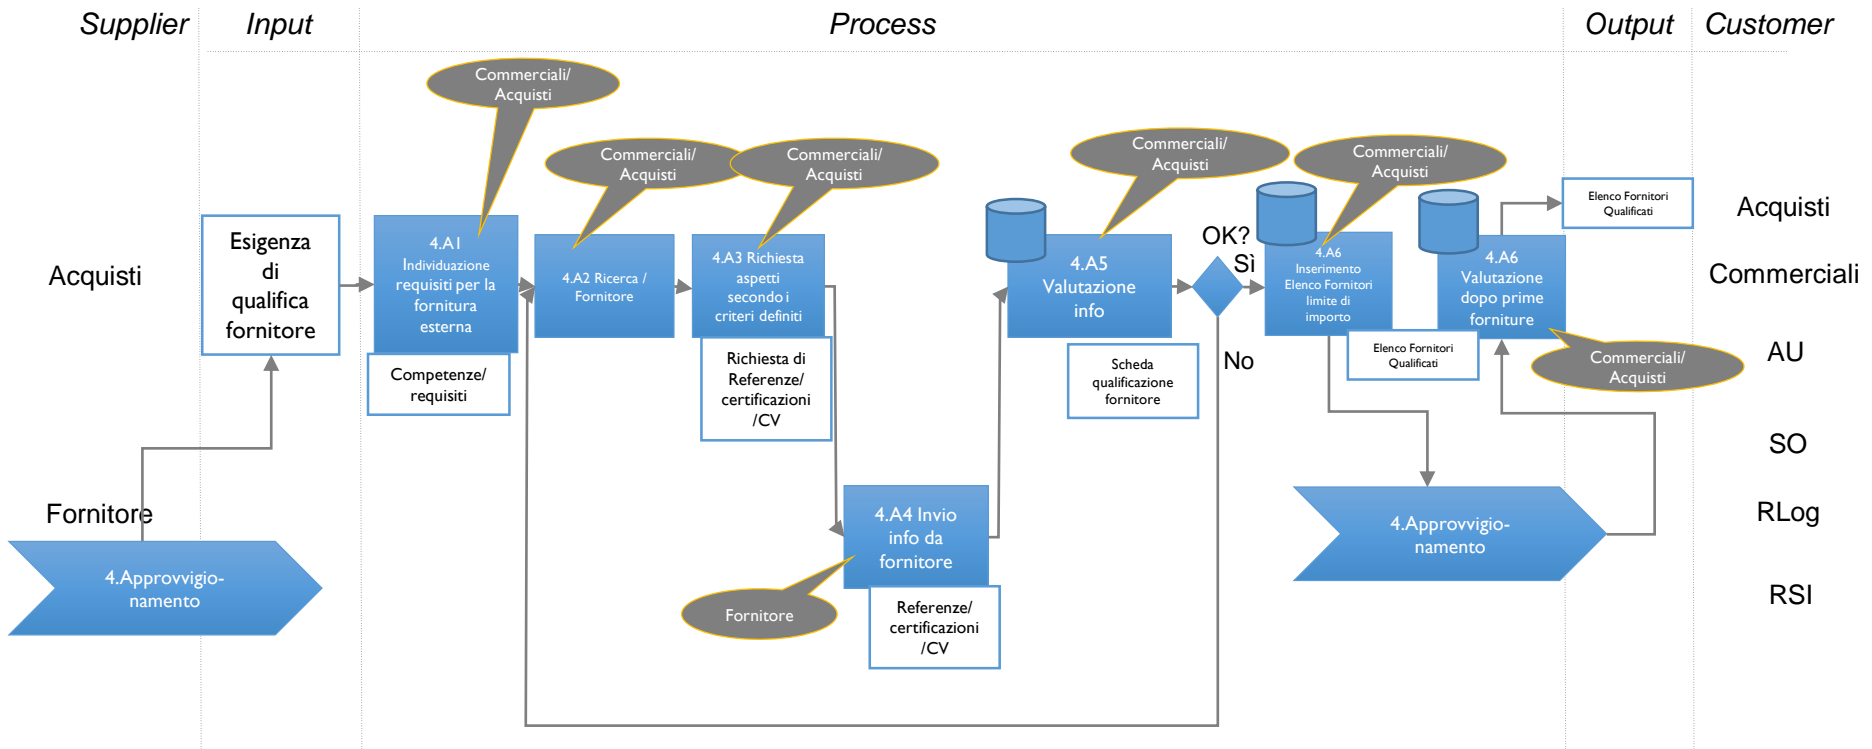 Supplier
Input
Process
Output
Customer
Commerciali/
Acquisti
Commerciali/
Acquisti
Commerciali/
Acquisti
Commerciali/
Acquisti
Commerciali/
Acquisti
Acquisti
Fornitore
4.Approvvigio-
namento
Esigenza
di
qualifica
fornitore
4.A1
Individuazione
requisiti per la
fornitura
esterna
Competenze/
requisiti
4.A2 Ricerca /
Fornitore
4.A3 Richiesta
aspetti
secondo i
criteri definiti
Richiesta di
Referenze/
certificazioni
/CV
4.A4 Invio
info da
fornitore
Fornitore
Referenze/
certificazioni
/CV
4.A5
Valutazione
info
Scheda
qualificazione
fornitore
OK?
Sì
No
4.A6
Inserimento
Elenco Fornitori
limite di
importo
Elenco Fornitori
Qualificati
4.A6
Valutazione
dopo prime
forniture
Commerciali/
Acquisti
4.Approvvigio-
namento
Elenco Fornitori
Qualificati
Acquisti
Commerciali
AU
SO
RLog
RSI